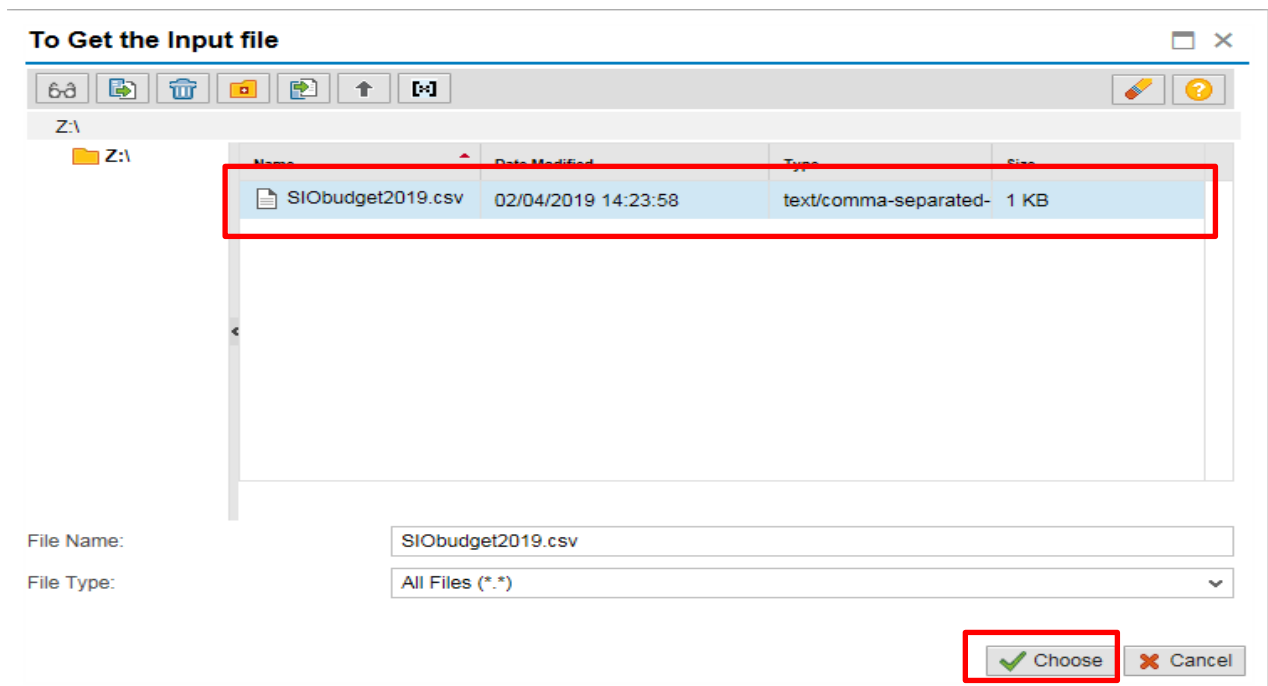 To Get the Input file
Z:\
Z:\
Name Date Modified Type Size
SIObudget2019.csv 02/04/2019 14:23:58 text/comma-separated- 1 KB
File Name: SIObudget2019.csv
File Type: All Files (*.*)
Choose Cancel